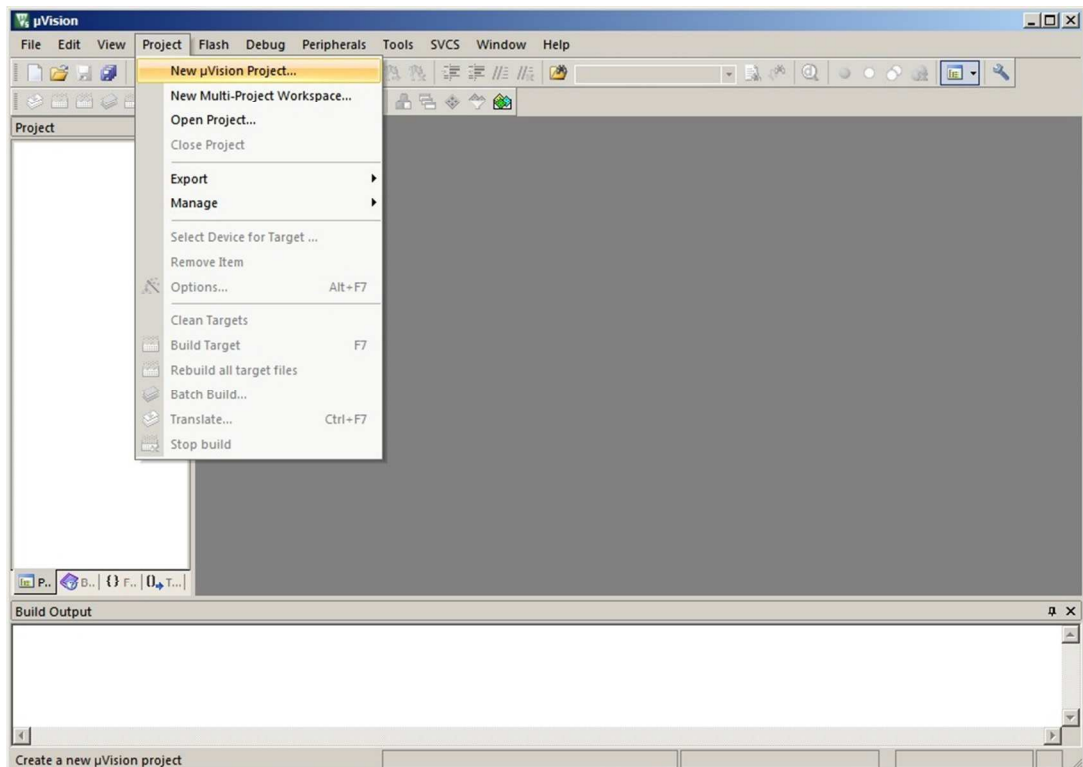 µVision
File Edit View Project Flash Debug Peripherals Tools SVCS Window Help
New µVision Project...
New Multi-Project Workspace...
Open Project...
Close Project
Export
Manage
Select Device for Target ...
Remove Item
Options... Alt+F7
Clean Targets
Build Target F7
Rebuild all target files
Batch Build...
Translate... Ctrl+F7
Stop build
Project
P.. B.. {} F.. 0 T...
Build Output
Create a new µVision project